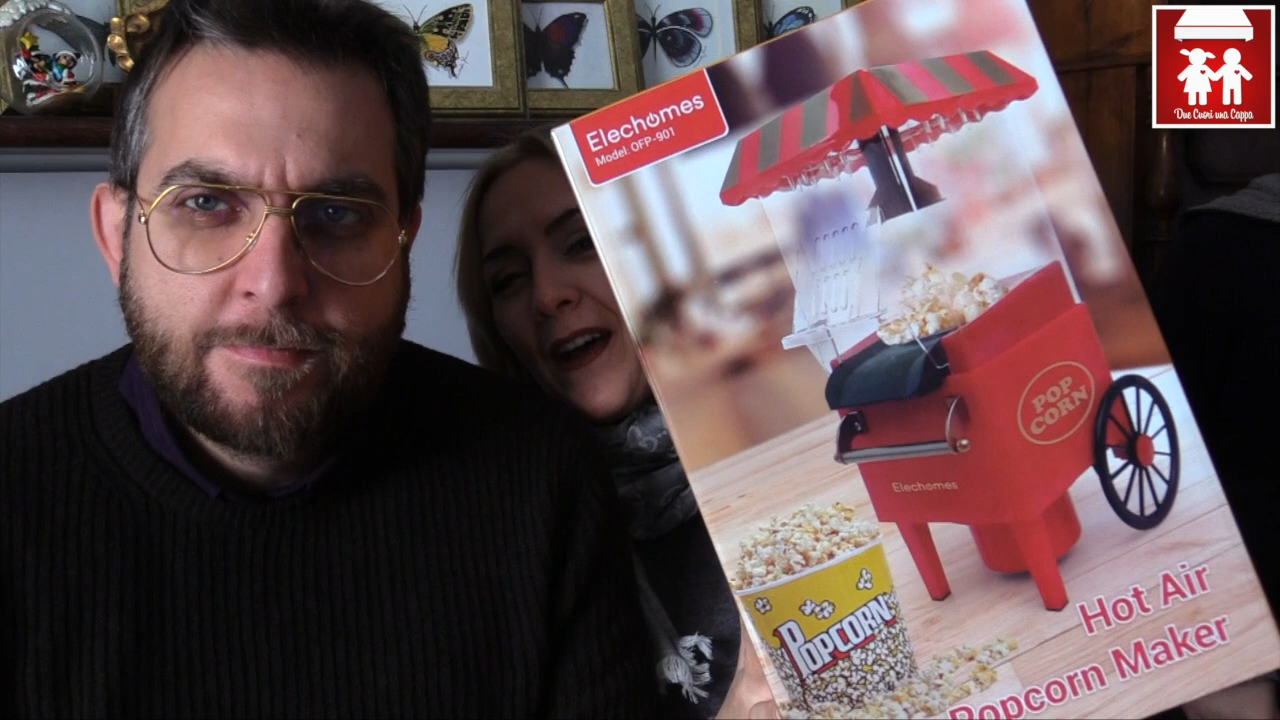 Elechomes
Model: OFP-901
Due Cuori una Cappa
POP
CORN
Elechomes
POPCORN
Hot Air
Popcorn Maker